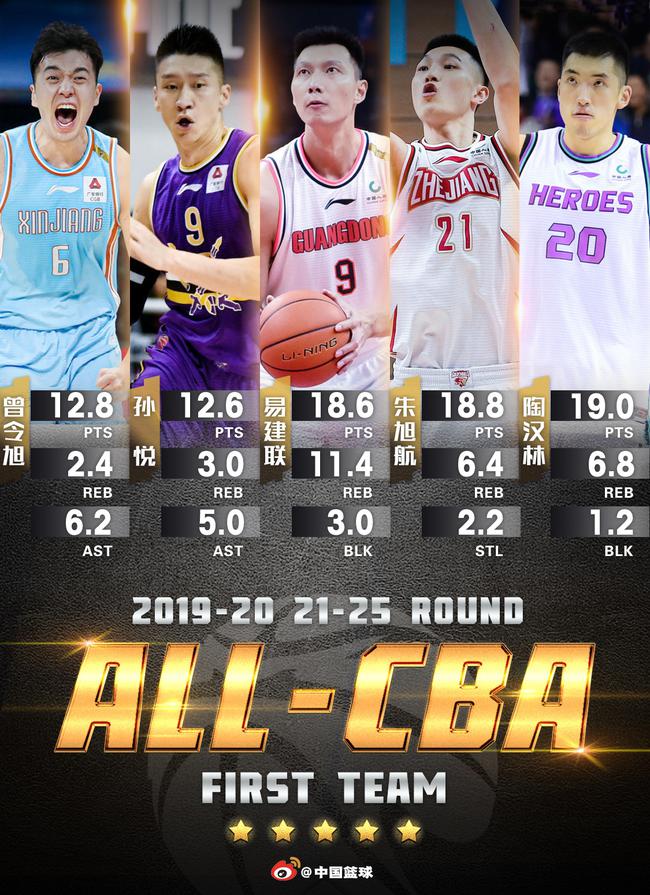 XINJIANG
6
9
GUANGDON
9
LI-NING
ZHEJIANG
21
HEROES
20
曾令旭
12.8
PTS
2.4
REB
6.2
AST
孙悦
12.6
PTS
3.0
REB
5.0
AST
易建联
18.6
PTS
11.4
REB
3.0
BLK
朱旭航
18.8
PTS
6.4
REB
2.2
STL
陶汉林
19.0
PTS
6.8
REB
1.2
BLK
2019-20 21-25 ROUND
ALL-CBA
FIRST TEAM
@中国篮球